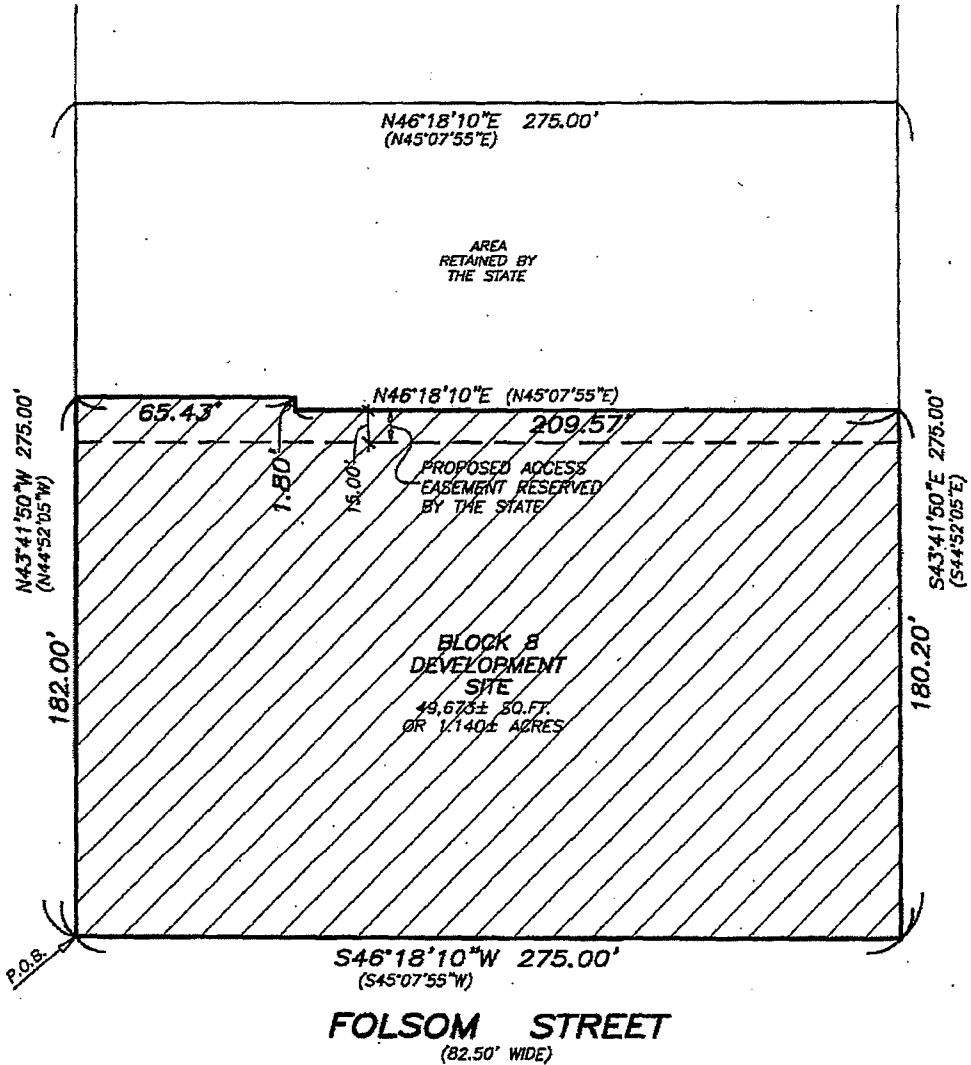 N46°18'10"E 275.00'
(N45°07'55"E)
AREA
RETAINED BY
THE STATE
N46°18'10"E (N45°07'55"E)
65.43'
209.57'
1.80'
15.00'
PROPOSED ACCESS
EASEMENT RESERVED
BY THE STATE
N43°41'50"W 275.00'
(N44°52'05"W)
182.00'
S43°41'50"E 275.00'
(S44°52'05"E)
180.20'
BLOCK 8
DEVELOPMENT
SITE
49,673± SQ.FT.
OR 1.140± ACRES
P.O.B.
S46°18'10"W 275.00'
(S45°07'55"W)
FOLSOM STREET
(82.50' WIDE)